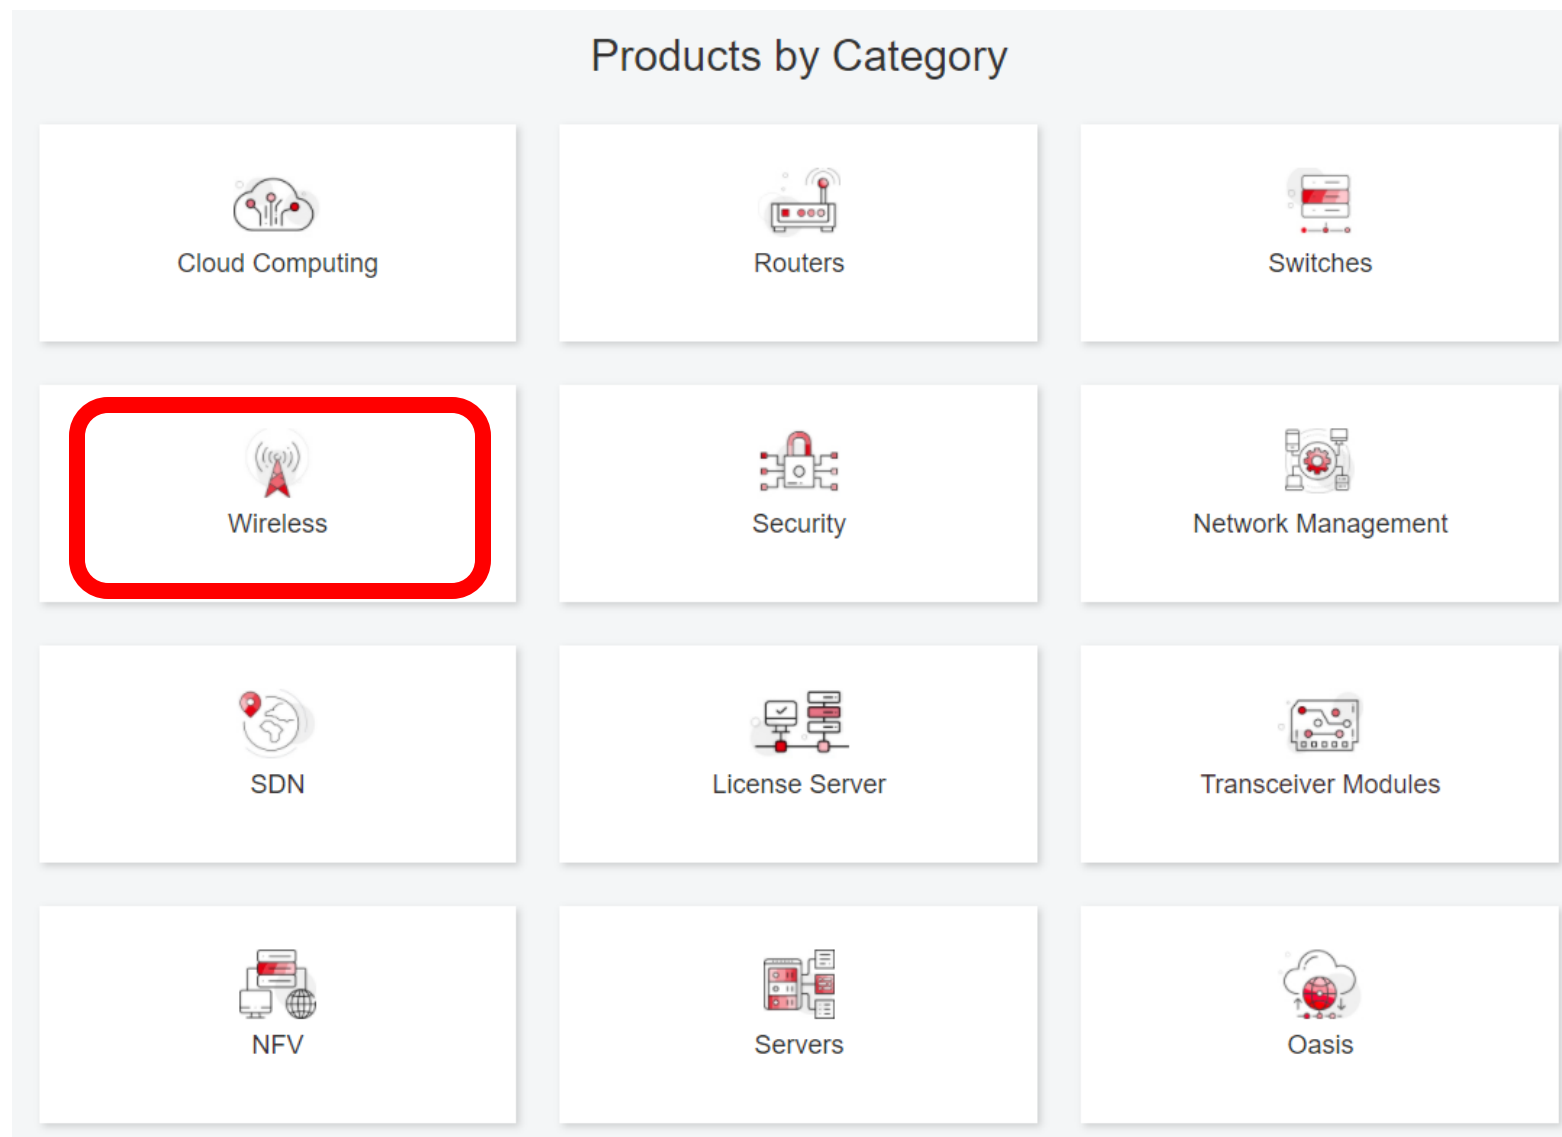 Products by Category
Cloud Computing
Routers
Switches
Wireless
Security
Network Management
SDN
License Server
Transceiver Modules
NFV
Servers
Oasis